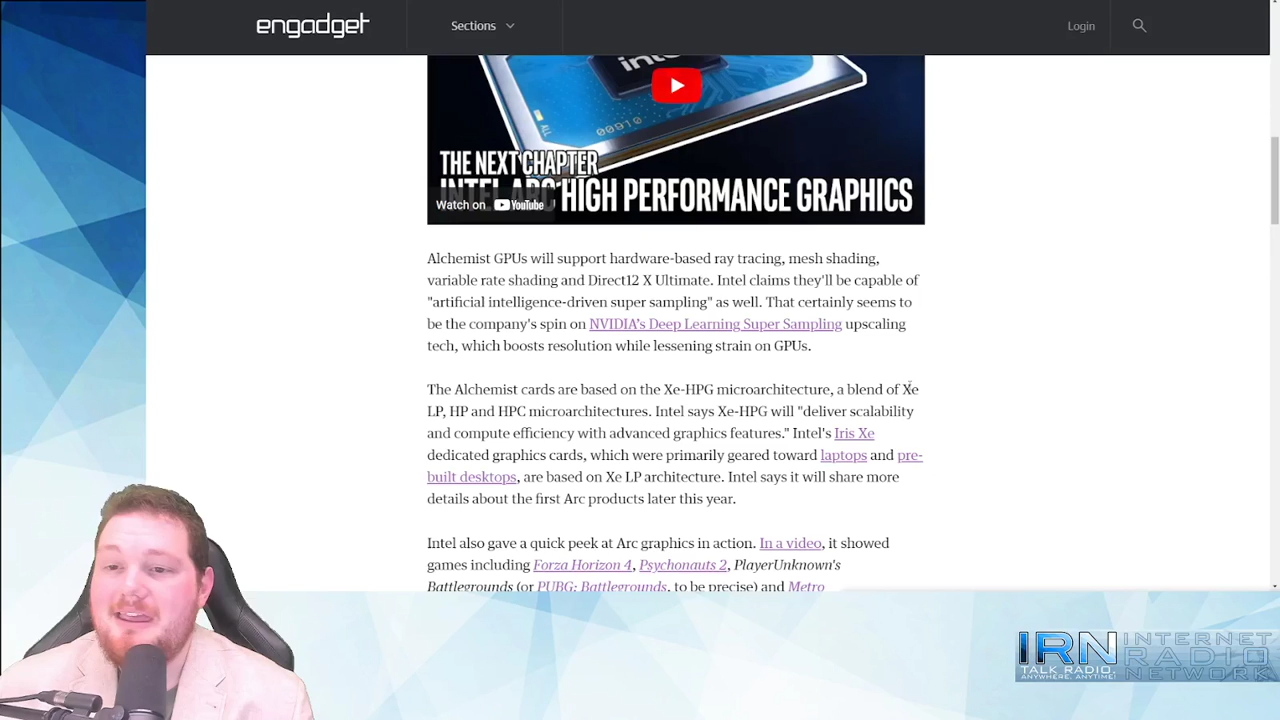 engadget
Sections
Login
intel
00910
THE NEXT CHAPTER
INTEL ARC HIGH PERFORMANCE GRAPHICS
Watch on YouTube
Alchemist GPUs will support hardware-based ray tracing, mesh shading,
variable rate shading and Direct12 X Ultimate. Intel claims they'll be capable of
"artificial intelligence-driven super sampling" as well. That certainly seems to
be the company's spin on NVIDIA's Deep Learning Super Sampling upscaling
tech, which boosts resolution while lessening strain on GPUs.
The Alchemist cards are based on the Xe-HPG microarchitecture, a blend of Xe
LP, HP and HPC microarchitectures. Intel says Xe-HPG will "deliver scalability
and compute efficiency with advanced graphics features." Intel's Iris Xe
dedicated graphics cards, which were primarily geared toward laptops and pre-
built desktops, are based on Xe LP architecture. Intel says it will share more
details about the first Arc products later this year.
Intel also gave a quick peek at Arc graphics in action. In a video, it showed
games including Forza Horizon 4, Psychonauts 2, PlayerUnknown's
Battlegrounds (or PUBG: Battlegrounds, to be precise) and Metro
IRN INTERNET
RADIO
NETWORK
TALK RADIO.
ANYWHERE, ANYTIME!